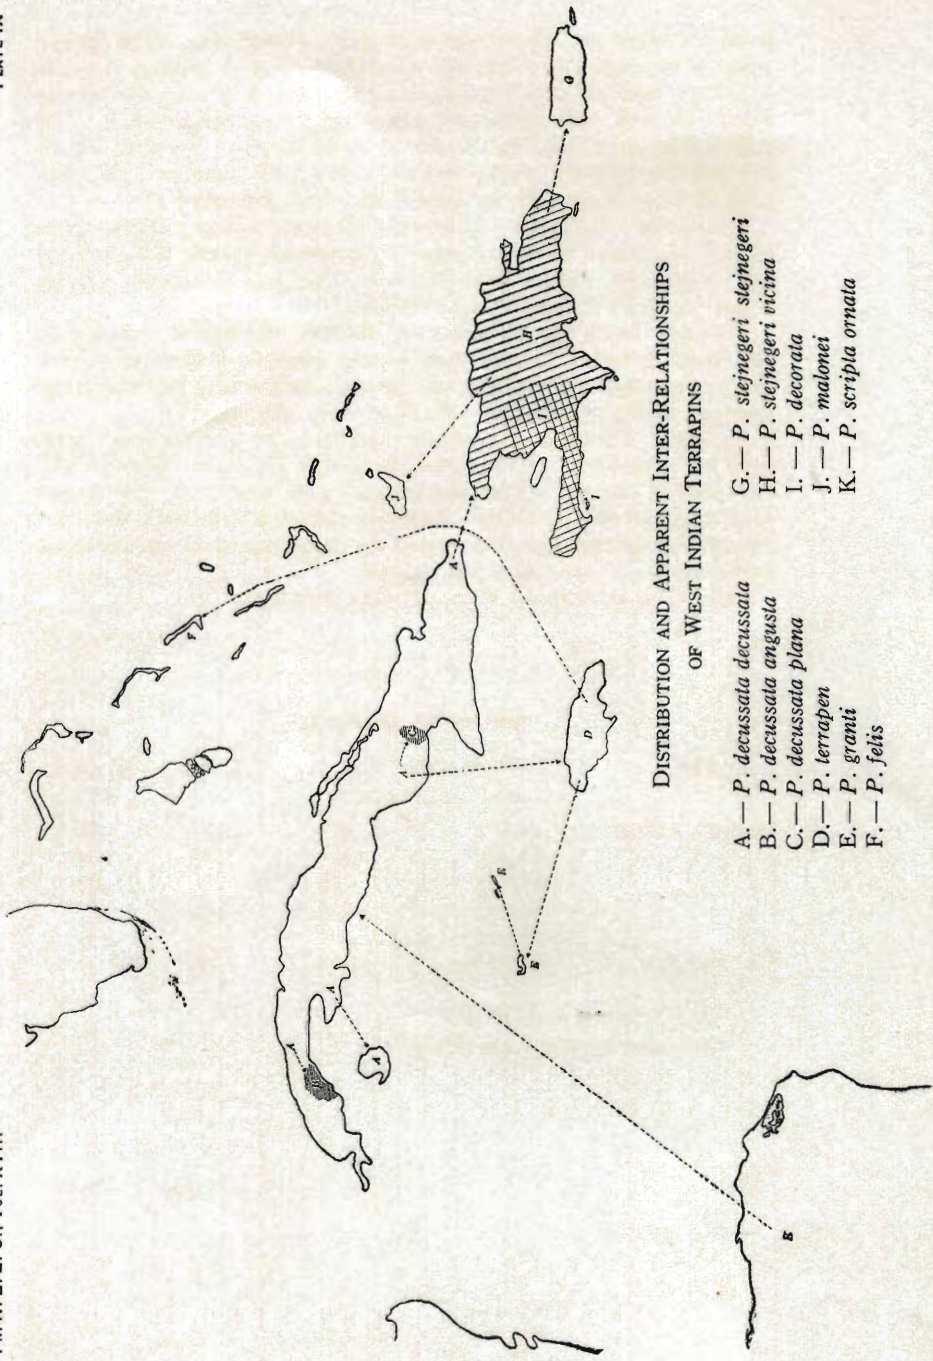 DISTRIBUTION AND APPARENT INTER-RELATIONSHIPS
OF WEST INDIAN TERRAPINS
A.— P. decussata decussata
B.— P. decussata angusta
C.— P. decussata plana
D.— P. terrapen
E.— P. granti
F.— P. felis
G.— P. stejnegeri stejnegeri
H.— P. stejnegeri vicina
I.— P. decorata
J.— P. malonei
K.— P. scripta ornata
A
A
A
A
A
C
D
E
E
G
H
I
I
J